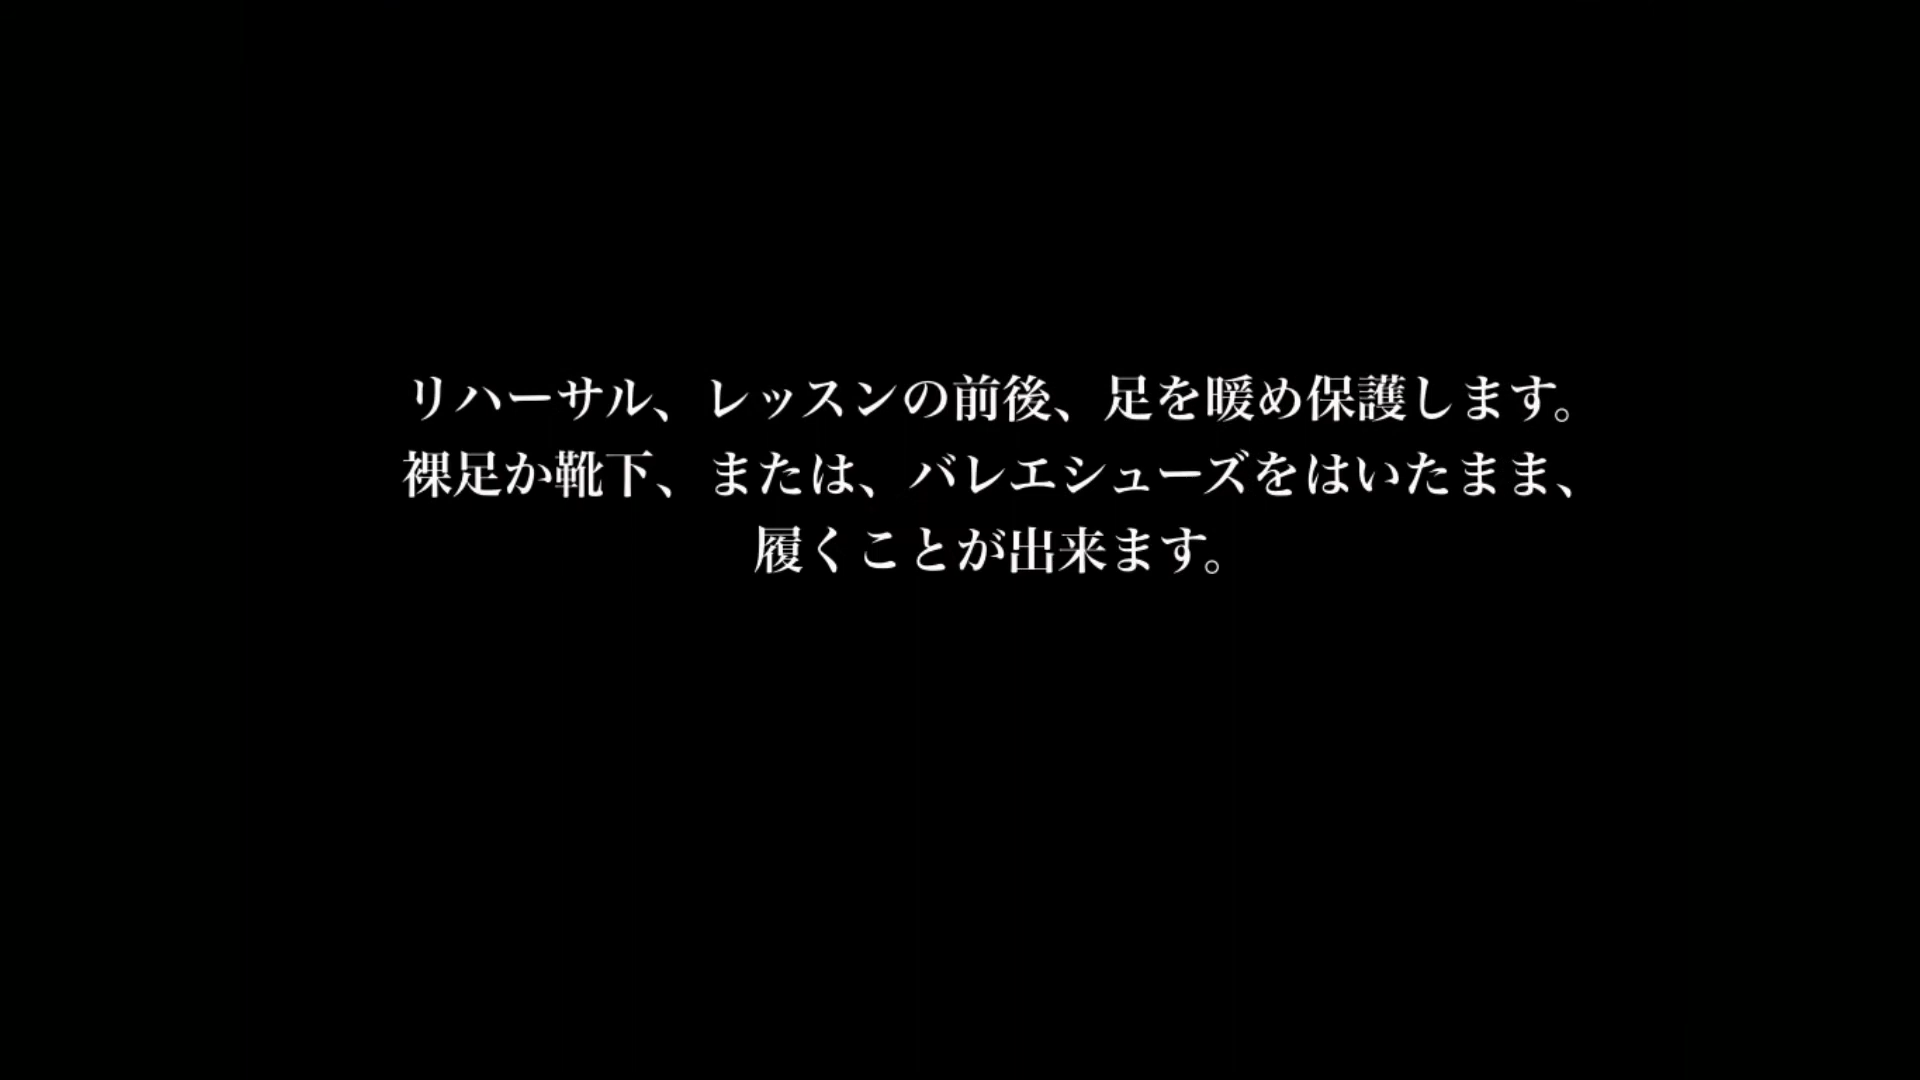 リハーサル、レッスンの前後、足を暖め保護します。
裸足か靴下、または、バレエシューズをはいたまま、
履くことが出来ます。